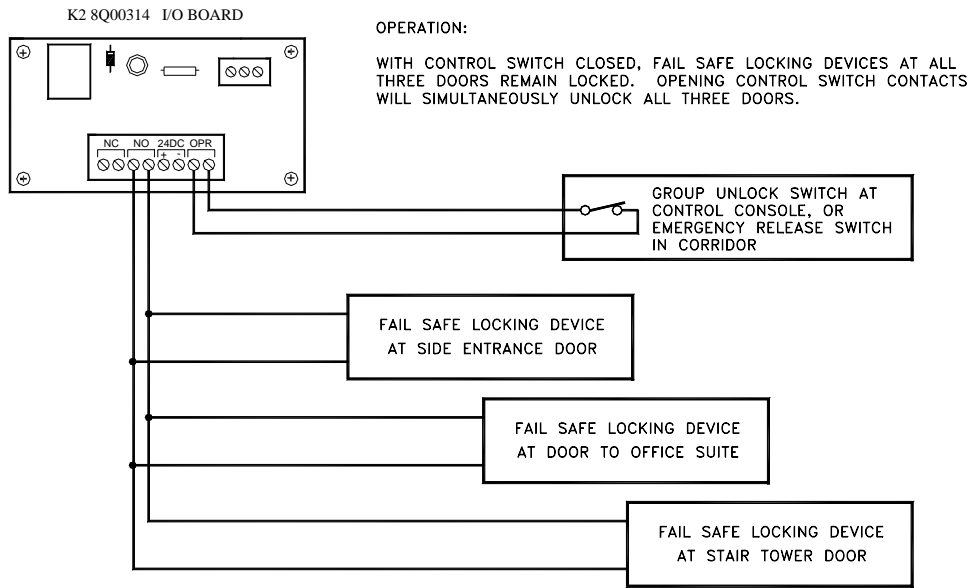 K2 8Q00314 I/O BOARD
OPERATION:
WITH CONTROL SWITCH CLOSED, FAIL SAFE LOCKING DEVICES AT ALL
THREE DOORS REMAIN LOCKED. OPENING CONTROL SWITCH CONTACTS
WILL SIMULTANEOUSLY UNLOCK ALL THREE DOORS.
NC NO 24DC OPR
+ -
GROUP UNLOCK SWITCH AT
CONTROL CONSOLE, OR
EMERGENCY RELEASE SWITCH
IN CORRIDOR
FAIL SAFE LOCKING DEVICE
AT SIDE ENTRANCE DOOR
FAIL SAFE LOCKING DEVICE
AT DOOR TO OFFICE SUITE
FAIL SAFE LOCKING DEVICE
AT STAIR TOWER DOOR